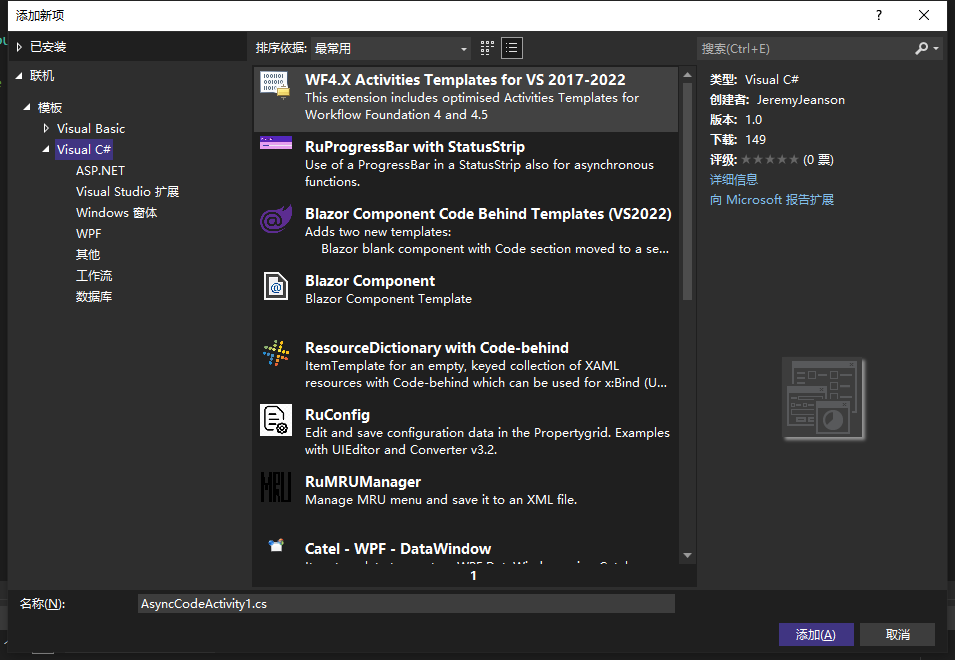 添加新项
?
已安装
联机
模板
Visual Basic
Visual C#
ASP.NET
Visual Studio 扩展
Windows 窗体
WPF
其他
工作流
数据库
排序依据: 最常用
WF4.X Activities Templates for VS 2017-2022
This extension includes optimised Activities Templates for
Workflow Foundation 4 and 4.5
RuProgressBar with StatusStrip
Use of a ProgressBar in a StatusStrip also for asynchronous
functions.
Blazor Component Code Behind Templates (VS2022)
Adds two new templates:
Blazor blank component with Code section moved to a se...
Blazor Component
Blazor Component Template
ResourceDictionary with Code-behind
ItemTemplate for an empty, keyed collection of XAML
resources with Code-behind which can be used for x:Bind (U...
RuConfig
Edit and save configuration data in the Propertygrid. Examples
with UIEditor and Converter v3.2.
MRU
RuMRUManager
Manage MRU menu and save it to an XML file.
Catel - WPF - DataWindow
1
搜索(Ctrl+E)
类型: Visual C#
创建者: JeremyJeanson
版本: 1.0
下载: 149
评级: ★★★★★ (0 票)
详细信息
向 Microsoft 报告扩展
名称(N):
AsyncCodeActivity1.cs
添加(A)
取消